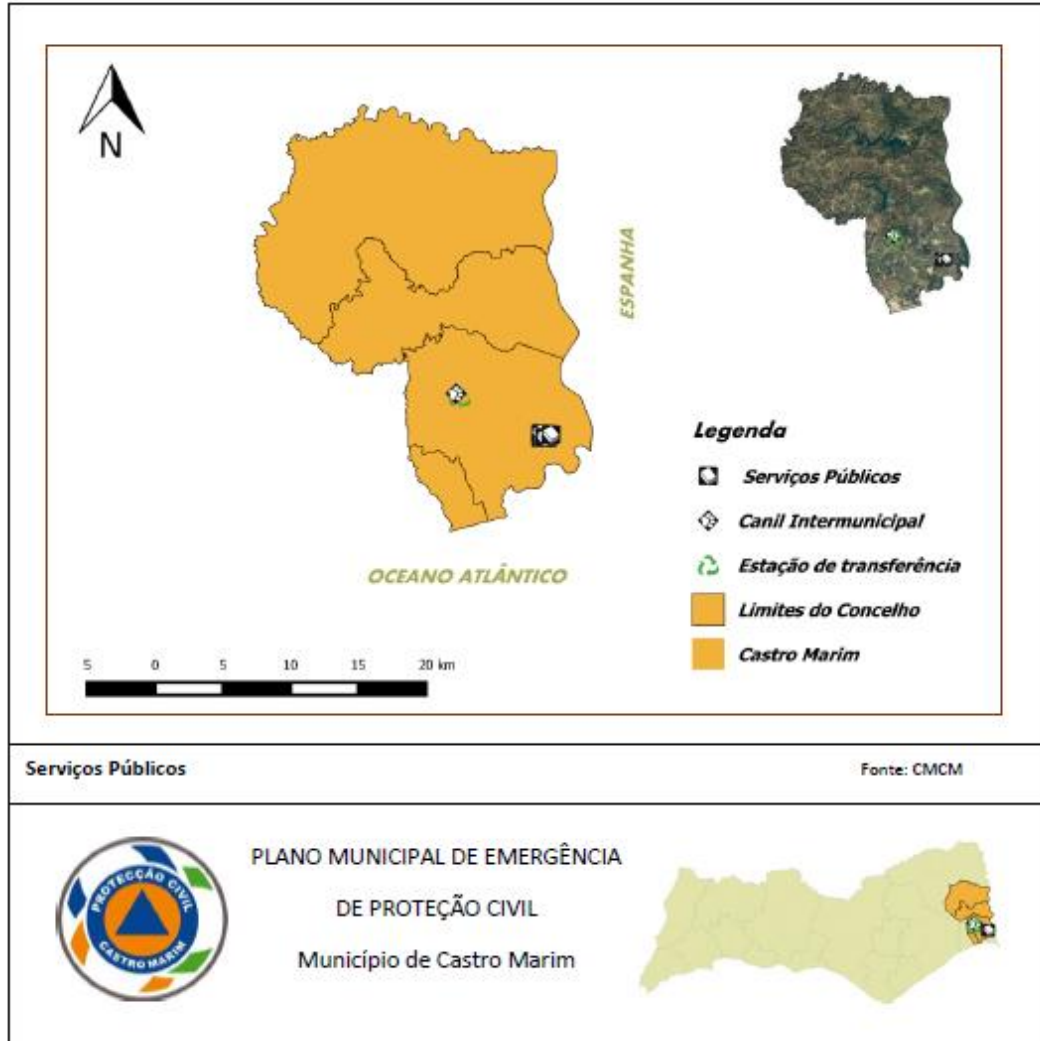 N
ESPANHA
OCEANO ATLÂNTICO
Legenda
Serviços Públicos
Canil Intermunicipal
Estação de transferência
Limites do Concelho
Castro Marim
5 0 5 10 15 20 km
Serviços Públicos
Fonte: CMCM
PROTECÇÃO CIVIL
CASTRO MARIM
PLANO MUNICIPAL DE EMERGÊNCIA
DE PROTEÇÃO CIVIL
Município de Castro Marim